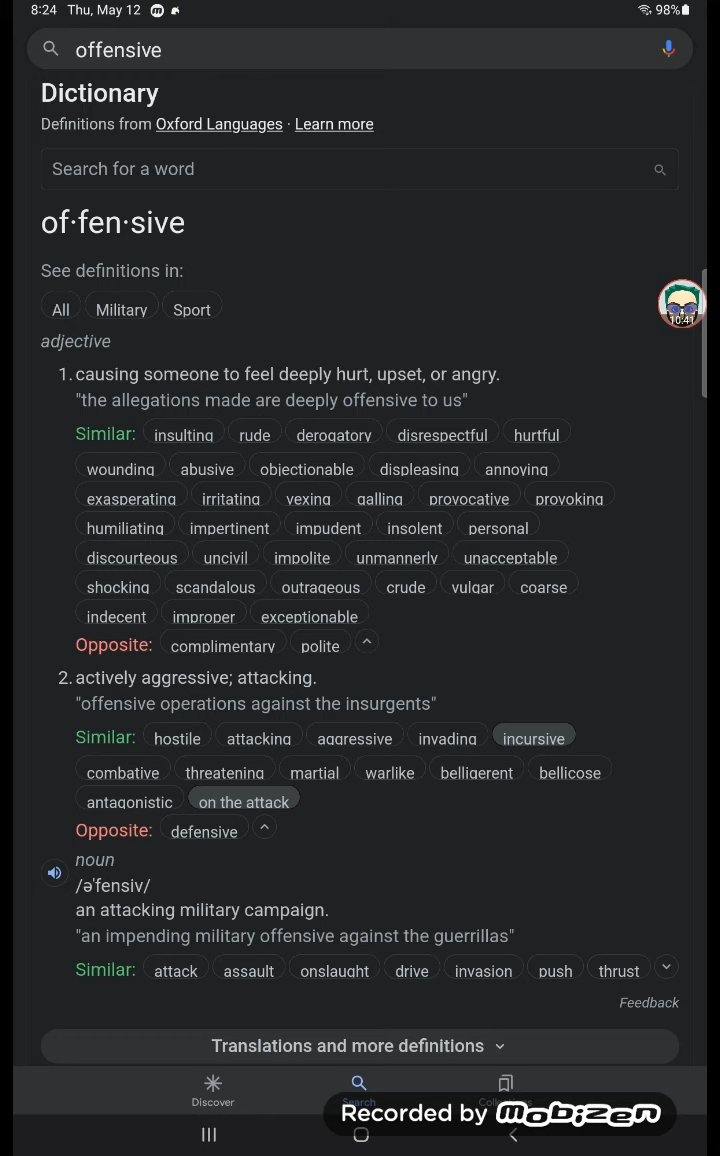 8:24 Thu, May 12 98%
offensive
Dictionary
Definitions from Oxford Languages · Learn more
Search for a word
of·fen·sive
See definitions in:
All Military Sport
10:41
adjective
1. causing someone to feel deeply hurt, upset, or angry.
"the allegations made are deeply offensive to us"
Similar: insulting rude derogatory disrespectful hurtful
wounding abusive objectionable displeasing annoying
exasperating irritating vexing galling provocative provoking
humiliating impertinent impudent insolent personal
discourteous uncivil impolite unmannerly unacceptable
shocking scandalous outrageous crude vulgar coarse
indecent improper exceptionable
Opposite: complimentary polite
2. actively aggressive; attacking.
"offensive operations against the insurgents"
Similar: hostile attacking aggressive invading incursive
combative threatening martial warlike belligerent bellicose
antagonistic on the attack
Opposite: defensive
noun
/əˈfensiv/
an attacking military campaign.
"an impending military offensive against the guerrillas"
Similar: attack assault onslaught drive invasion push thrust
Feedback
Translations and more definitions
Discover Search Collections
Recorded by mobizen